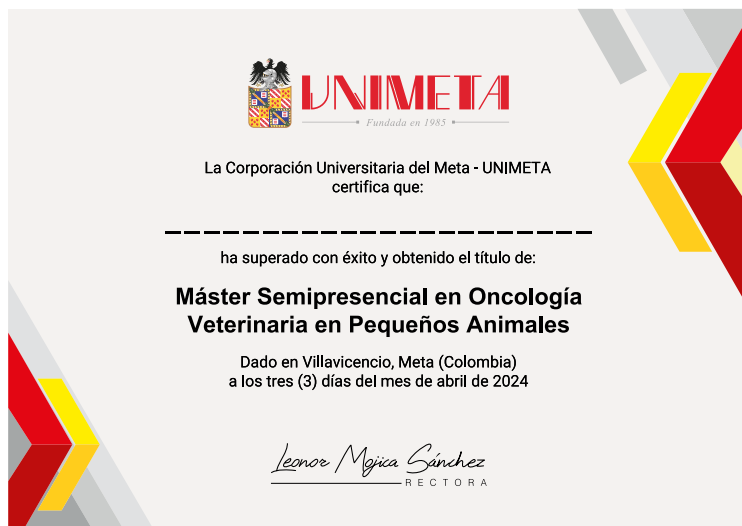 UNIMETA
Fundada en 1985
La Corporación Universitaria del Meta - UNIMETA
certifica que:
ha superado con éxito y obtenido el título de:
Máster Semipresencial en Oncología
Veterinaria en Pequeños Animales
Dado en Villavicencio, Meta (Colombia)
a los tres (3) días del mes de abril de 2024
Leonor Mojica Sánchez
RECTORA